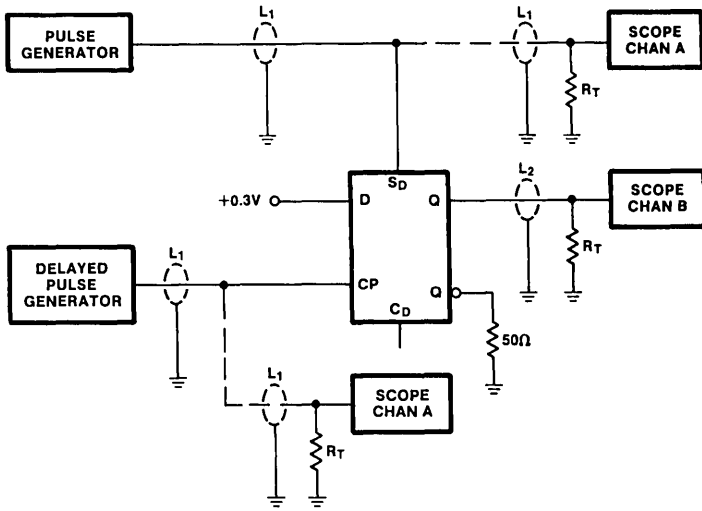 L1
L1
PULSE
GENERATOR
SCOPE
CHAN A
RT
SD
L2
+0.3V
D
Q
SCOPE
CHAN B
RT
L1
DELAYED
PULSE
GENERATOR
CP
Q
CD
50Ω
L1
SCOPE
CHAN A
RT